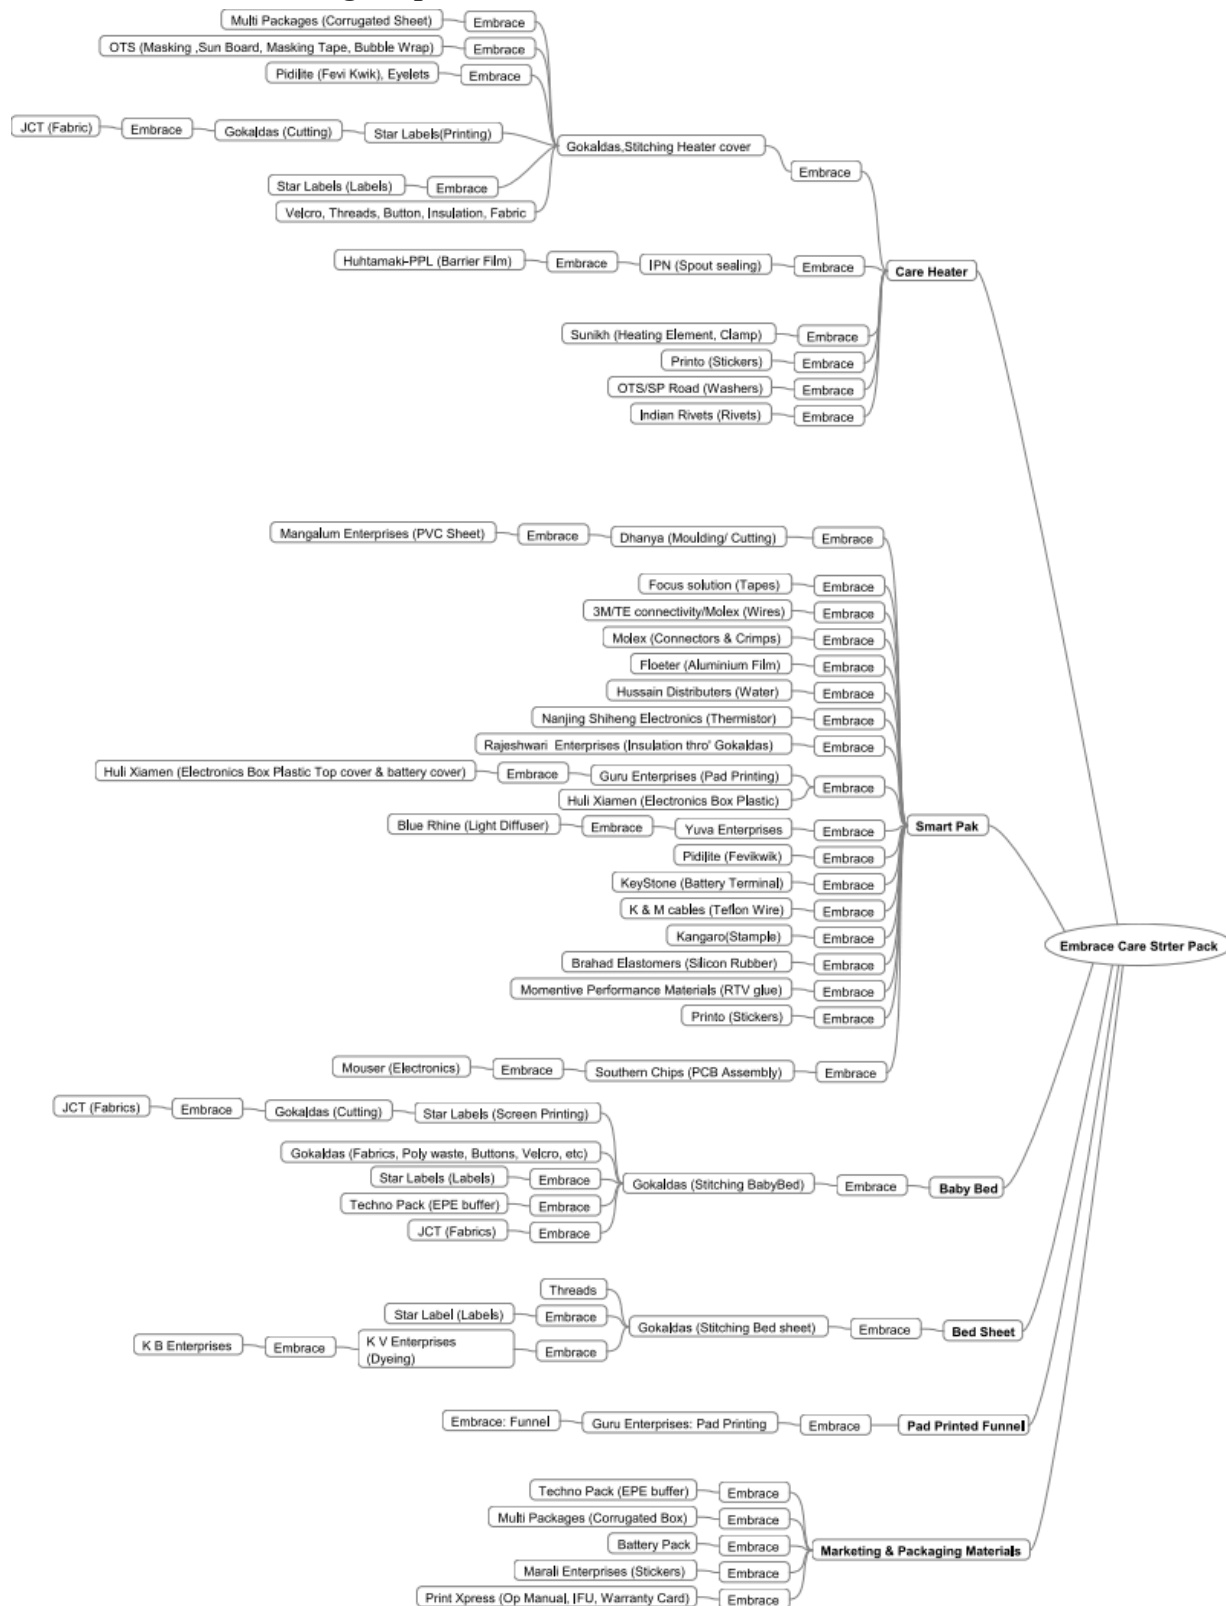 Multi Packages (Corrugated Sheet) Embrace
OTS (Masking ,Sun Board, Masking Tape, Bubble Wrap) Embrace
Pidilite (Fevi Kwik), Eyelets Embrace
JCT (Fabric) Embrace Gokaldas (Cutting) Star Labels(Printing)
Gokaldas,Stitching Heater cover
Embrace
Star Labels (Labels) Embrace
Velcro, Threads, Button, Insulation, Fabric
Huhtamaki-PPL (Barrier Film) Embrace IPN (Spout sealing) Embrace
Care Heater
Sunikh (Heating Element, Clamp) Embrace
Printo (Stickers) Embrace
OTS/SP Road (Washers) Embrace
Indian Rivets (Rivets) Embrace
Mangalum Enterprises (PVC Sheet) Embrace Dhanya (Moulding/ Cutting) Embrace
Focus solution (Tapes) Embrace
3M/TE connectivity/Molex (Wires) Embrace
Molex (Connectors & Crimps) Embrace
Floeter (Aluminium Film) Embrace
Hussain Distributers (Water) Embrace
Nanjing Shiheng Electronics (Thermistor) Embrace
Rajeshwari Enterprises (Insulation thro' Gokaldas) Embrace
Huli Xiamen (Electronics Box Plastic Top cover & battery cover) Embrace Guru Enterprises (Pad Printing)
Embrace
Huli Xiamen (Electronics Box Plastic)
Blue Rhine (Light Diffuser) Embrace Yuva Enterprises Embrace
Smart Pak
Pidilite (Fevikwik) Embrace
KeyStone (Battery Terminal) Embrace
K & M cables (Teflon Wire) Embrace
Kangaro(Stample) Embrace
Embrace Care Strter Pack
Brahad Elastomers (Silicon Rubber) Embrace
Momentive Performance Materials (RTV glue) Embrace
Printo (Stickers) Embrace
Mouser (Electronics) Embrace Southern Chips (PCB Assembly) Embrace
JCT (Fabrics) Embrace Gokaldas (Cutting) Star Labels (Screen Printing)
Gokaldas (Fabrics, Poly waste, Buttons, Velcro, etc)
Star Labels (Labels) Embrace
Gokaldas (Stitching BabyBed) Embrace Baby Bed
Techno Pack (EPE buffer) Embrace
JCT (Fabrics) Embrace
Threads
Star Label (Labels) Embrace
Gokaldas (Stitching Bed sheet) Embrace Bed Sheet
K B Enterprises Embrace K V Enterprises
(Dyeing)
Embrace
Embrace: Funnel Guru Enterprises: Pad Printing Embrace Pad Printed Funnel
Techno Pack (EPE buffer) Embrace
Multi Packages (Corrugated Box) Embrace
Battery Pack Embrace
Marketing & Packaging Materials
Marali Enterprises (Stickers) Embrace
Print Xpress (Op Manual, IFU, Warranty Card) Embrace